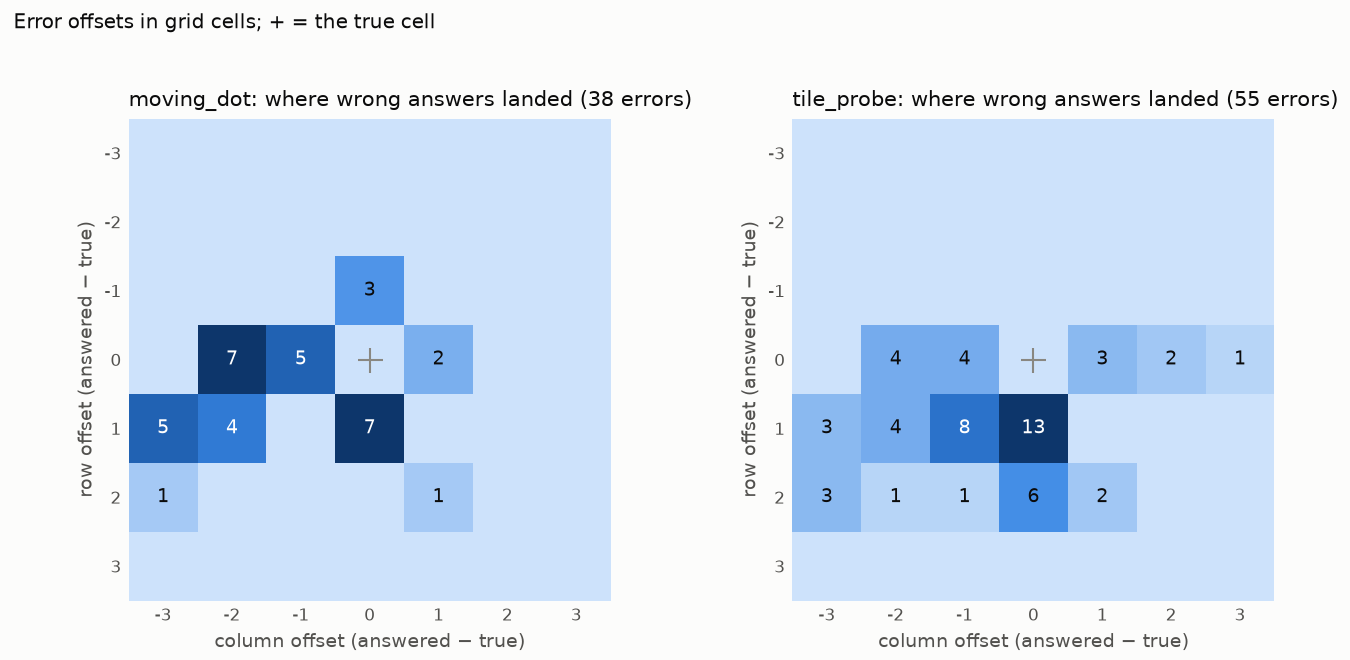 Error offsets in grid cells; + = the true cell
moving_dot: where wrong answers landed (38 errors)
-3
-2
-1
0
1
2
3
row offset (answered − true)
3
7
5
2
5
4
7
1
1
-3 -2 -1 0 1 2 3
column offset (answered − true)
tile_probe: where wrong answers landed (55 errors)
-3
-2
-1
0
1
2
3
row offset (answered − true)
4 4 3 2 1
3 4 8 13
3 1 1 6 2
-3 -2 -1 0 1 2 3
column offset (answered − true)